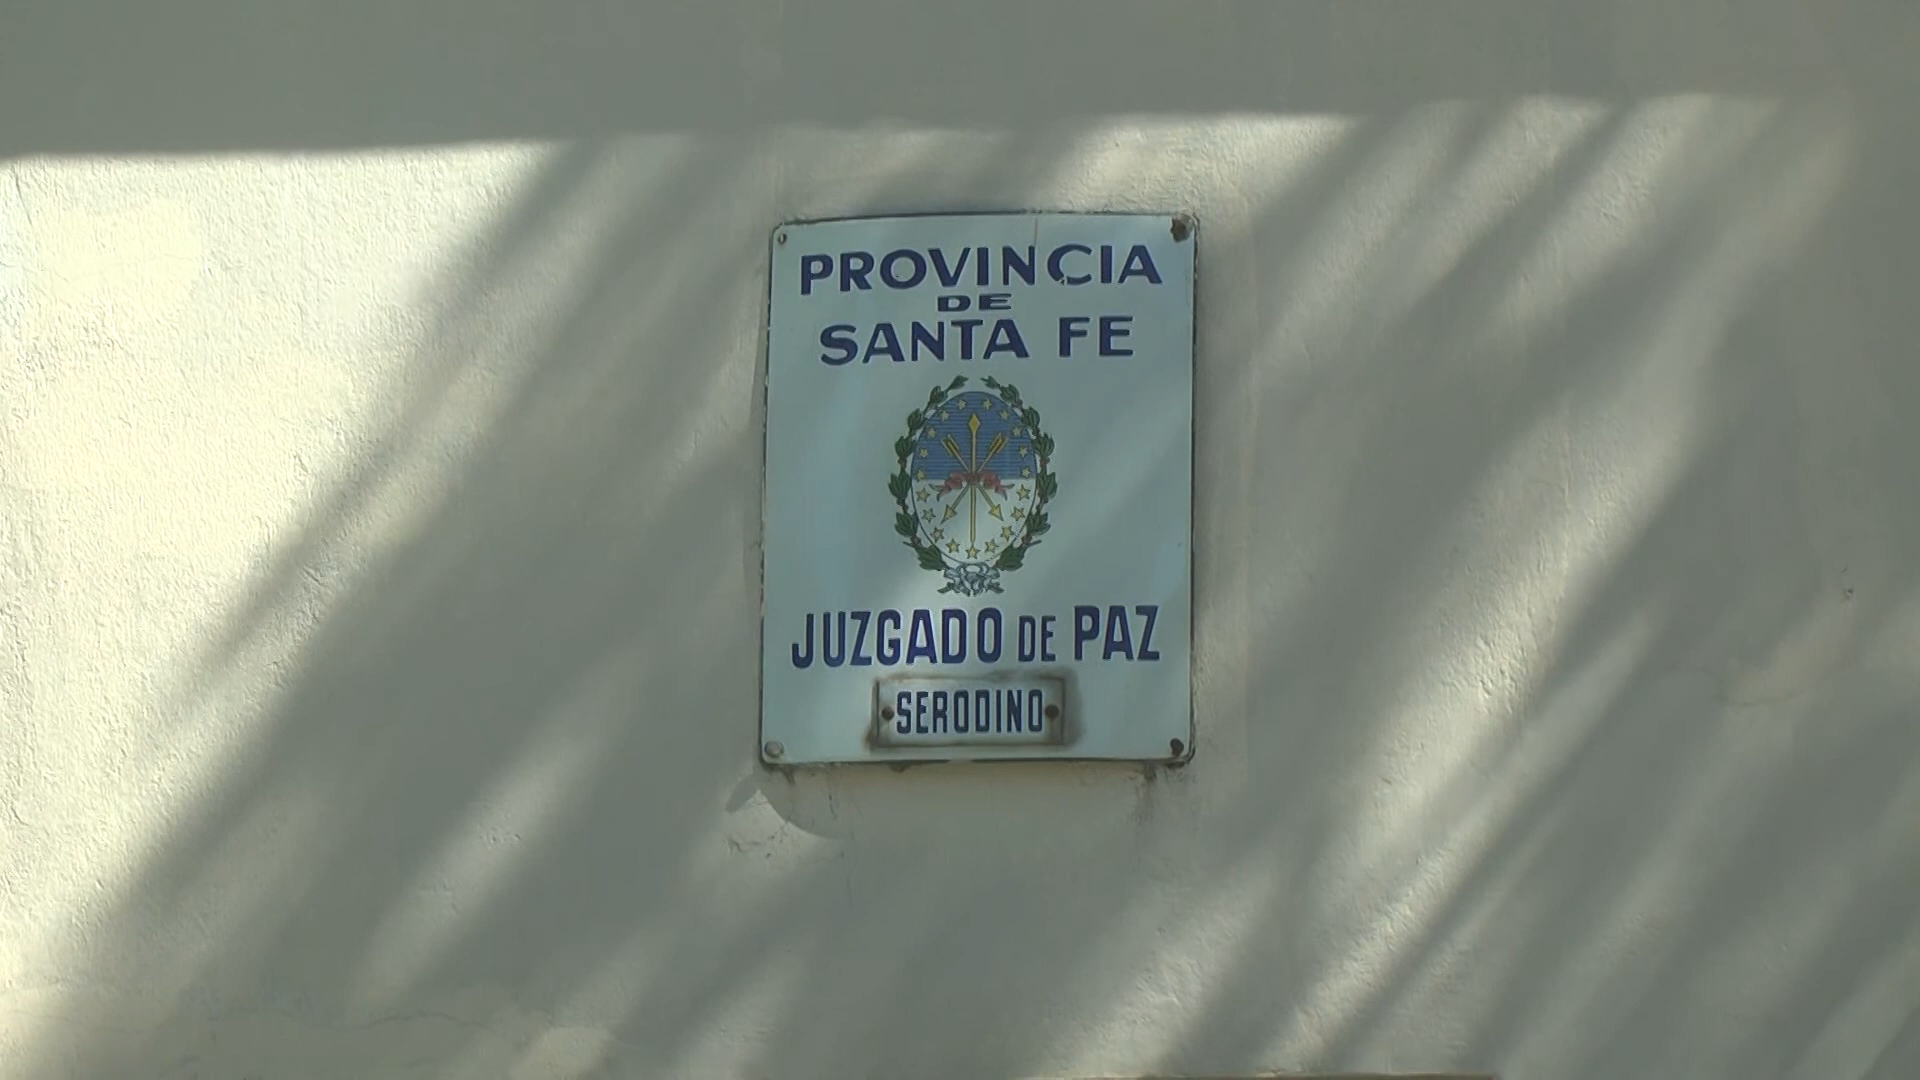 PROVINCIA
DE
SANTA FE
JUZGADO DE PAZ
SERODINO